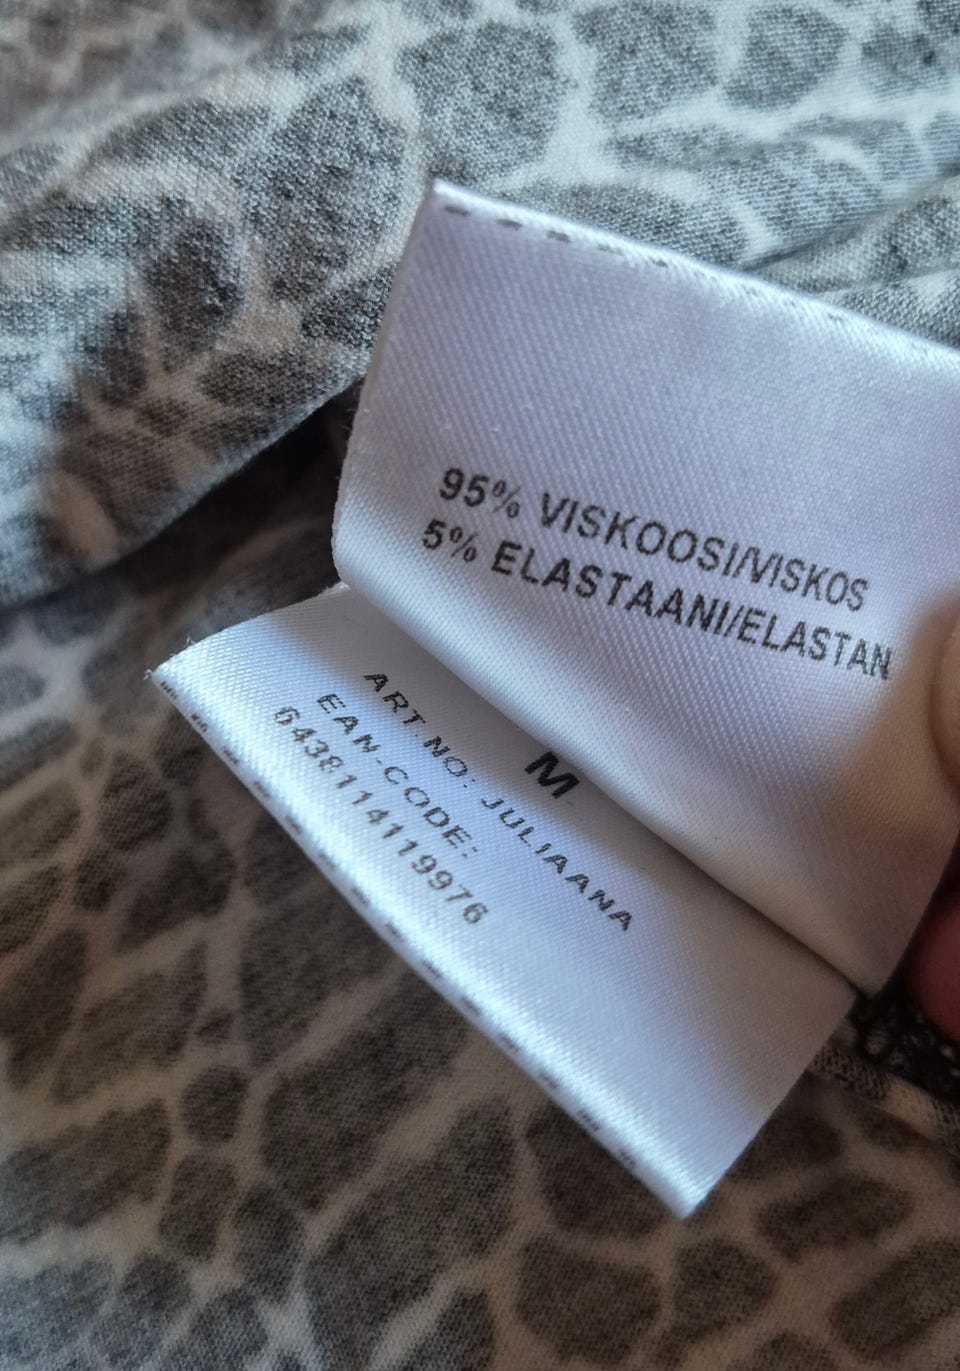 95% VISKOOSI/VISKOS
5% ELASTAANI/ELASTAN
M
ART.NO: JULIAANA
EAN-CODE:
6438114119976